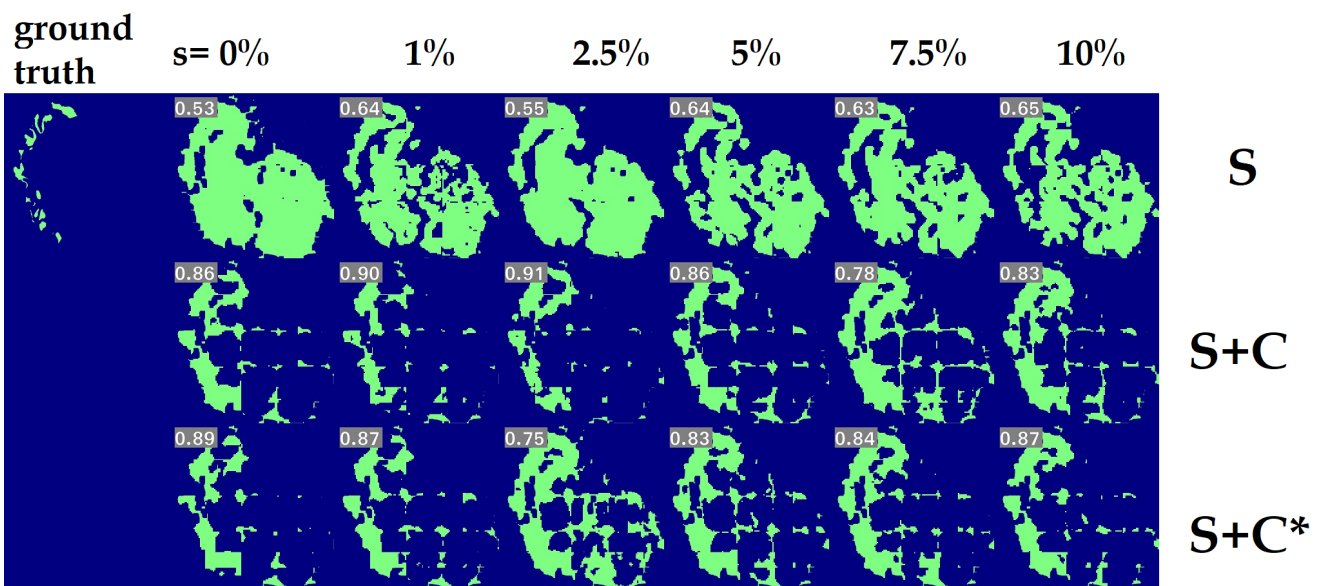 ground
truth
s= 0% 1% 2.5% 5% 7.5% 10%
0.53 0.64 0.55 0.64 0.63 0.65
S
0.86 0.90 0.91 0.86 0.78 0.83
S+C
0.89 0.87 0.75 0.83 0.84 0.87
S+C*